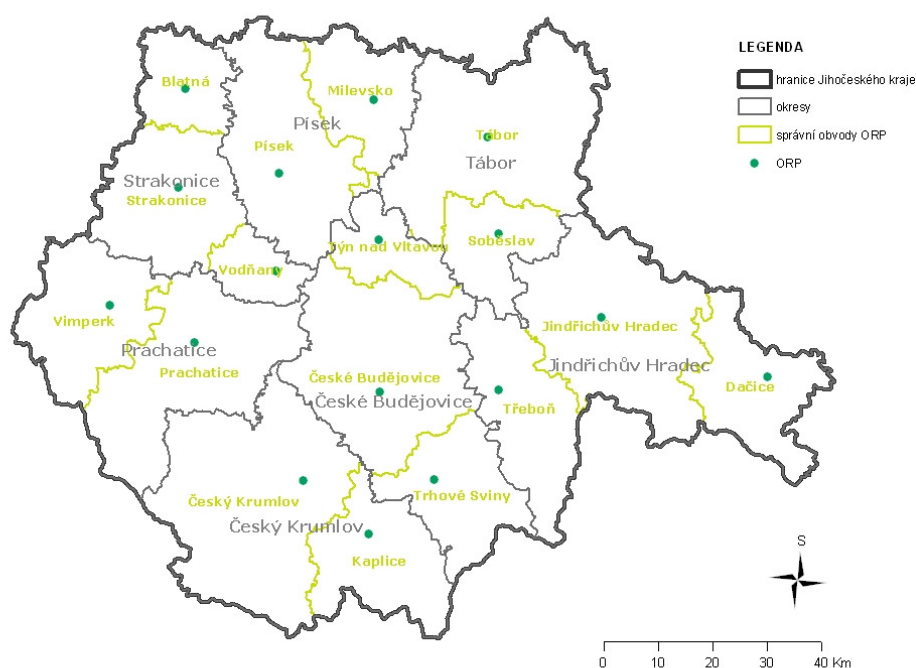 LEGENDA
hranice Jihočeského kraje
okresy
správní obvody ORP
ORP
Blatná
Milevsko
Písek
Tábor
Písek
Tábor
Strakonice
Strakonice
Týn nad Vltavou
Soběslav
Vodňany
Vimperk
Jindřichův Hradec
Prachatice
Prachatice
Jindřichův Hradec
České Budějovice
Dačice
České Budějovice
Třeboň
Český Krumlov
Trhové Sviny
Český Krumlov
Kaplice
S
0 10 20 30 40 Km